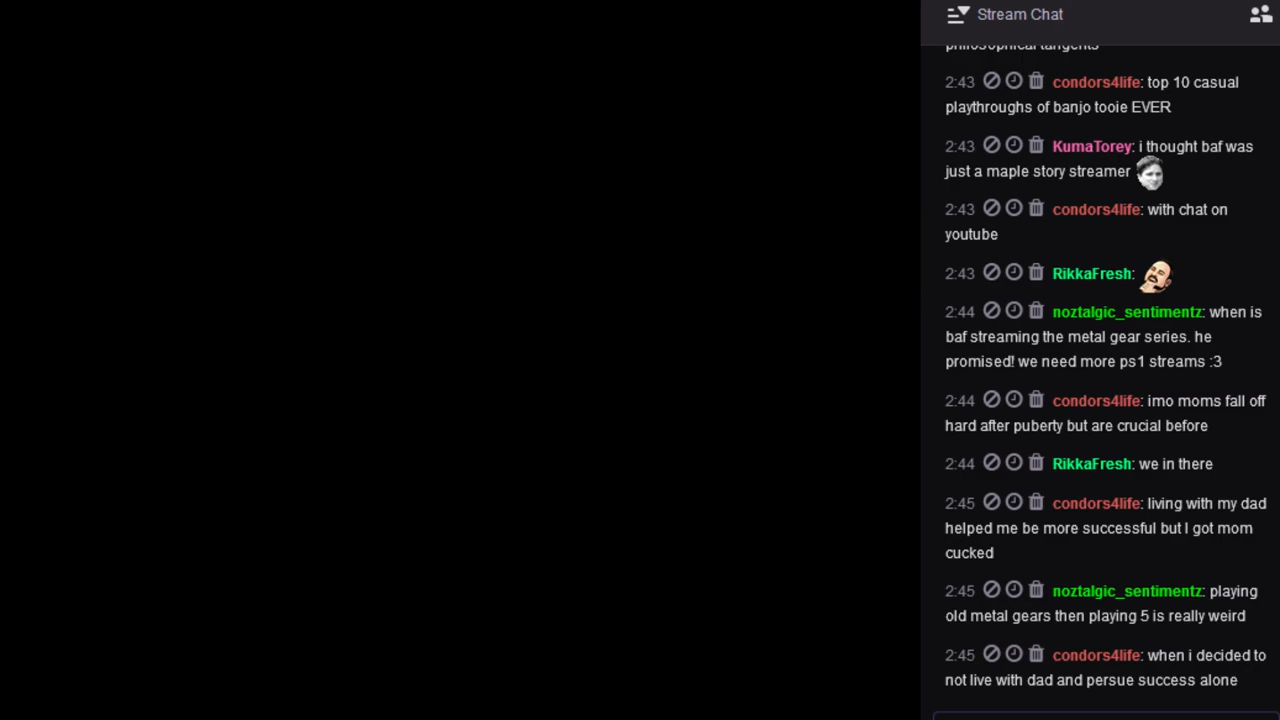 Stream Chat
philosophical tangents
2:43 condors4life: top 10 casual
playthroughs of banjo tooie EVER
2:43 KumaTorey: i thought baf was
just a maple story streamer
2:43 condors4life: with chat on
youtube
2:43 RikkaFresh:
2:44 noztalgic_sentimentz: when is
baf streaming the metal gear series. he
promised! we need more ps1 streams :3
2:44 condors4life: imo moms fall off
hard after puberty but are crucial before
2:44 RikkaFresh: we in there
2:45 condors4life: living with my dad
helped me be more successful but I got mom
cucked
2:45 noztalgic_sentimentz: playing
old metal gears then playing 5 is really weird
2:45 condors4life: when i decided to
not live with dad and persue success alone